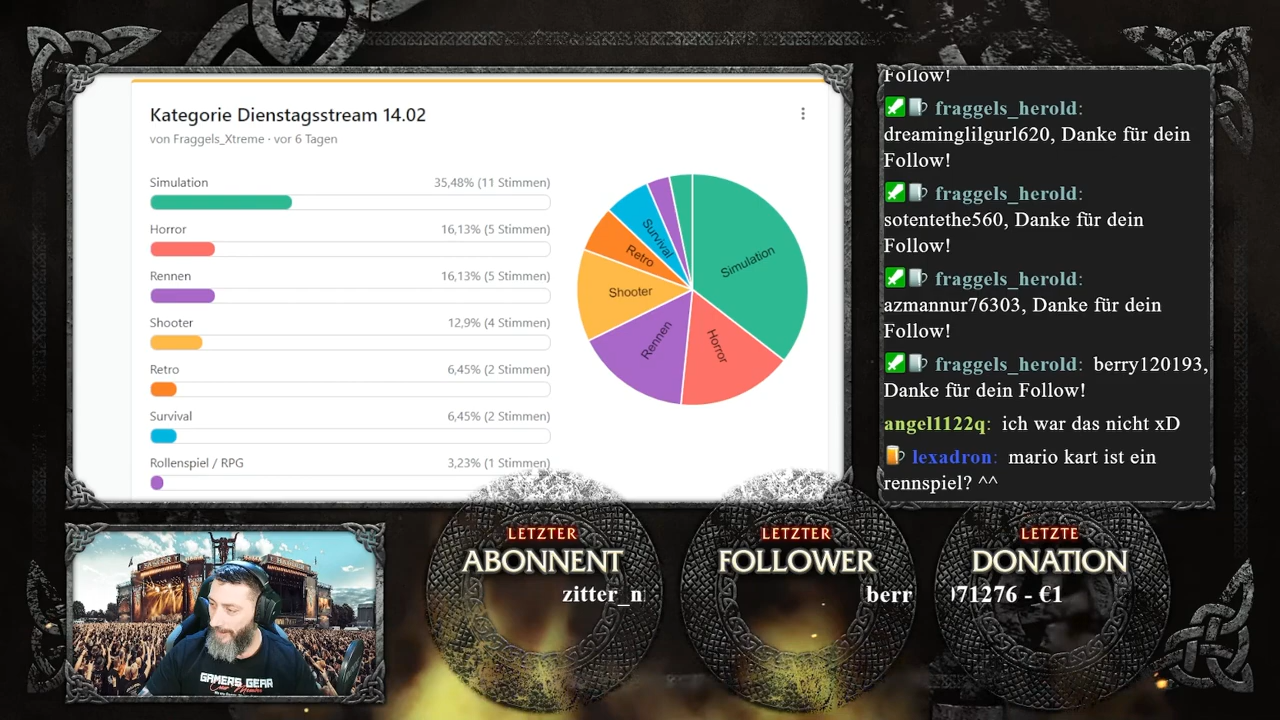 Kategorie Dienstagsstream 14.02
von Fraggels_Xtreme · vor 6 Tagen
Simulation 35,48% (11 Stimmen)
Horror 16,13% (5 Stimmen)
Rennen 16,13% (5 Stimmen)
Shooter 12,9% (4 Stimmen)
Retro 6,45% (2 Stimmen)
Survival 6,45% (2 Stimmen)
Rollenspiel / RPG 3,23% (1 Stimmen)
Simulation
Horror
Rennen
Shooter
Retro
Survival
Follow!
fraggels_herold:
dreaminglilgurl620, Danke für dein
Follow!
fraggels_herold:
sotentethe560, Danke für dein
Follow!
fraggels_herold:
azmannur76303, Danke für dein
Follow!
fraggels_herold: berry120193,
Danke für dein Follow!
angel1122q: ich war das nicht xD
lexadron: mario kart ist ein
rennspiel? ^^
LETZTER
ABONNENT
zitter_n
LETZTER
FOLLOWER
berr
LETZTE
DONATION
71276 - €1
GAMERS GEAR